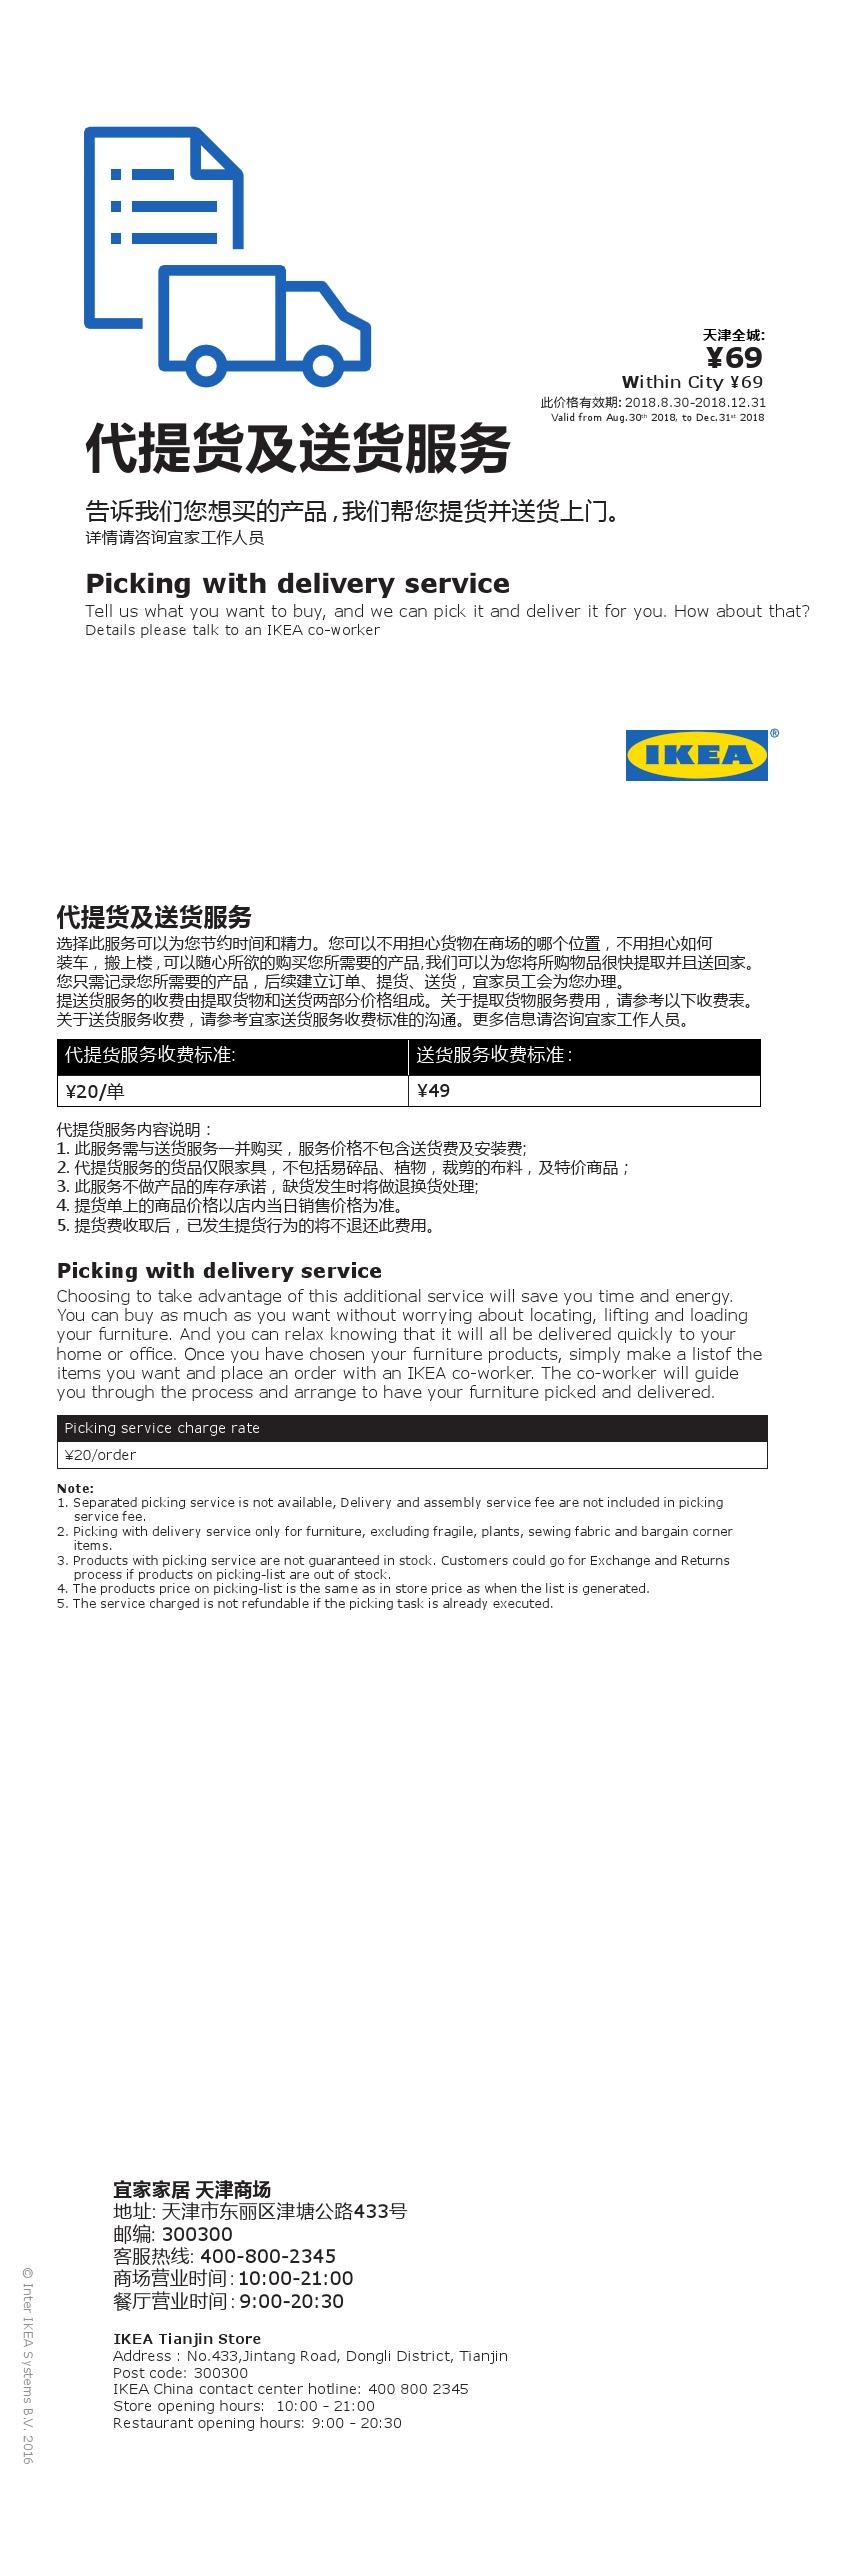 天津全城:
¥69
Within City ¥69
此价格有效期: 2018.8.30-2018.12.31
Valid from Aug.30th 2018, to Dec.31st 2018
代提货及送货服务
告诉我们您想买的产品,我们帮您提货并送货上门。
详情请咨询宜家工作人员
Picking with delivery service
Tell us what you want to buy, and we can pick it and deliver it for you. How about that?
Details please talk to an IKEA co-worker
IKEA®
代提货及送货服务
选择此服务可以为您节约时间和精力。您可以不用担心货物在商场的哪个位置，不用担心如何
装车，搬上楼，可以随心所欲的购买您所需要的产品,我们可以为您将所购物品很快提取并且送回家。
您只需记录您所需要的产品，后续建立订单、提货、送货，宜家员工会为您办理。
提送货服务的收费由提取货物和送货两部分价格组成。关于提取货物服务费用，请参考以下收费表。
关于送货服务收费，请参考宜家送货服务收费标准的沟通。更多信息请咨询宜家工作人员。
代提货服务收费标准: 送货服务收费标准：
¥20/单 ¥49
代提货服务内容说明：
1. 此服务需与送货服务一并购买，服务价格不包含送货费及安装费;
2. 代提货服务的货品仅限家具，不包括易碎品、植物，裁剪的布料，及特价商品；
3. 此服务不做产品的库存承诺，缺货发生时将做退换货处理;
4. 提货单上的商品价格以店内当日销售价格为准。
5. 提货费收取后，已发生提货行为的将不退还此费用。
Picking with delivery service
Choosing to take advantage of this additional service will save you time and energy.
You can buy as much as you want without worrying about locating, lifting and loading
your furniture. And you can relax knowing that it will all be delivered quickly to your
home or office. Once you have chosen your furniture products, simply make a listof the
items you want and place an order with an IKEA co-worker. The co-worker will guide
you through the process and arrange to have your furniture picked and delivered.
Picking service charge rate
¥20/order
Note:
1. Separated picking service is not available, Delivery and assembly service fee are not included in picking
service fee.
2. Picking with delivery service only for furniture, excluding fragile, plants, sewing fabric and bargain corner
items.
3. Products with picking service are not guaranteed in stock. Customers could go for Exchange and Returns
process if products on picking-list are out of stock.
4. The products price on picking-list is the same as in store price as when the list is generated.
5. The service charged is not refundable if the picking task is already executed.
宜家家居 天津商场
地址: 天津市东丽区津塘公路433号
邮编: 300300
客服热线: 400-800-2345
商场营业时间：10:00-21:00
餐厅营业时间：9:00-20:30
IKEA Tianjin Store
Address : No.433,Jintang Road, Dongli District, Tianjin
Post code: 300300
IKEA China contact center hotline: 400 800 2345
Store opening hours: 10:00 - 21:00
Restaurant opening hours: 9:00 - 20:30
© Inter IKEA Systems B.V. 2016